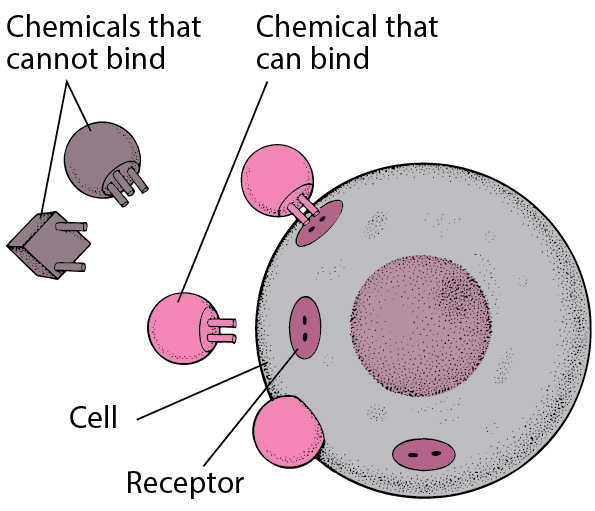 Chemicals that
cannot bind
Chemical that
can bind
Cell
Receptor